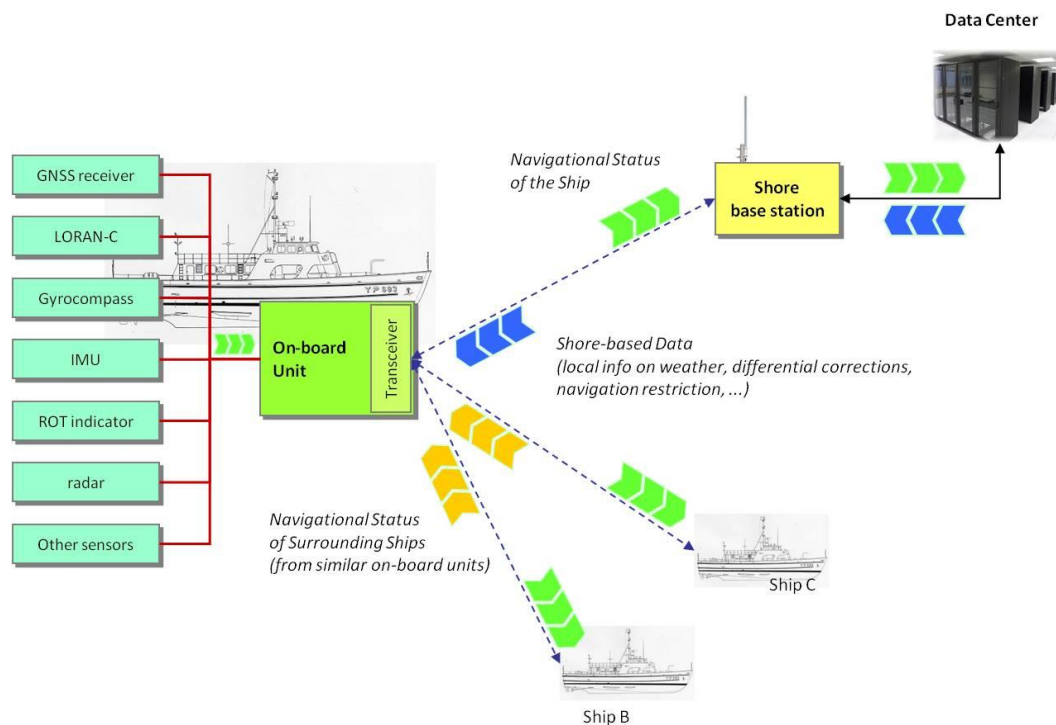 Data Center
GNSS receiver
LORAN-C
Gyrocompass
IMU
ROT indicator
radar
Other sensors
YP 693
On-board
Unit
Transceiver
Navigational Status
of the Ship
Shore
base station
Shore-based Data
(local info on weather, differential corrections,
navigation restriction, ...)
Navigational Status
of Surrounding Ships
(from similar on-board units)
Ship C
Ship B